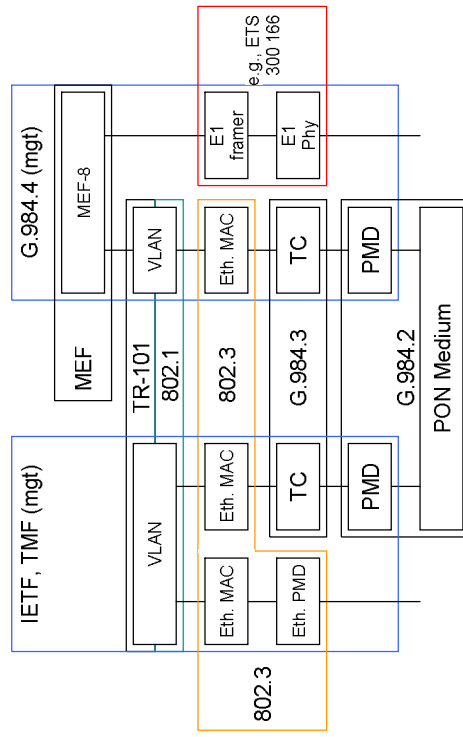 IETF, TMF (mgt)
G.984.4 (mgt)
MEF
MEF-8
TR-101
802.1
VLAN
VLAN
802.3
802.3
Eth. MAC
Eth. MAC
Eth. MAC
E1
framer
e.g., ETS
300 166
Eth. PMD
TC
G.984.3
TC
E1
Phy
PMD
G.984.2
PMD
PON Medium